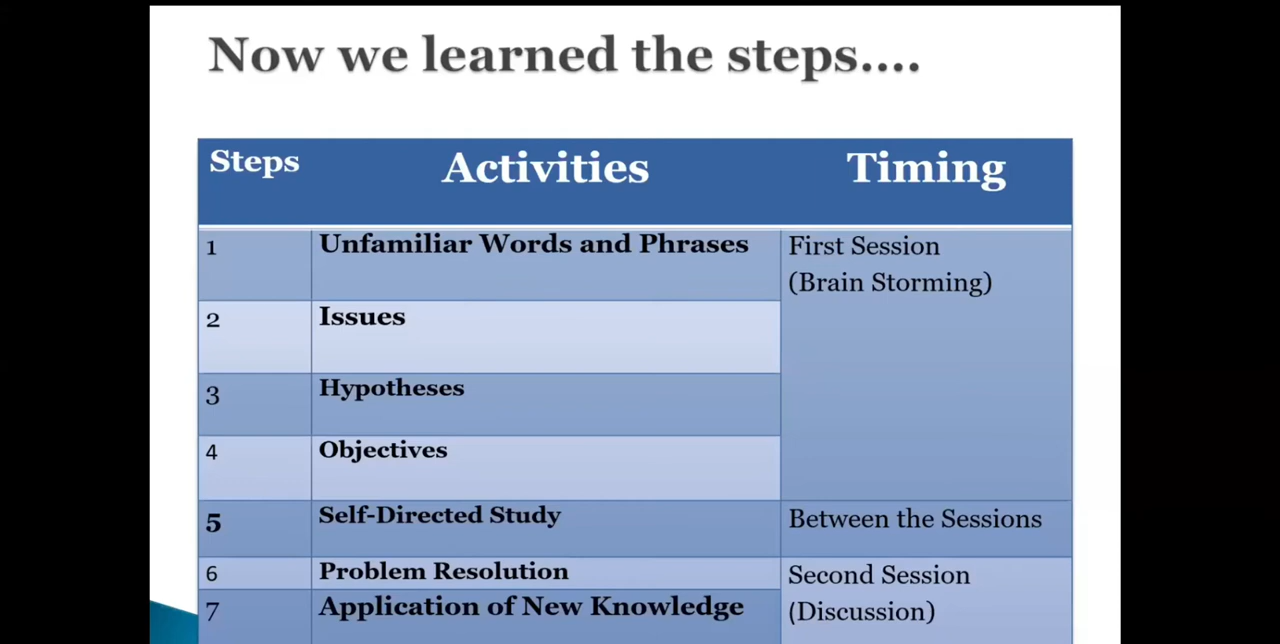 Now we learned the steps....
Steps Activities Timing
1 Unfamiliar Words and Phrases First Session
(Brain Storming)
2 Issues
3 Hypotheses
4 Objectives
5 Self-Directed Study Between the Sessions
6 Problem Resolution Second Session
7 Application of New Knowledge (Discussion)